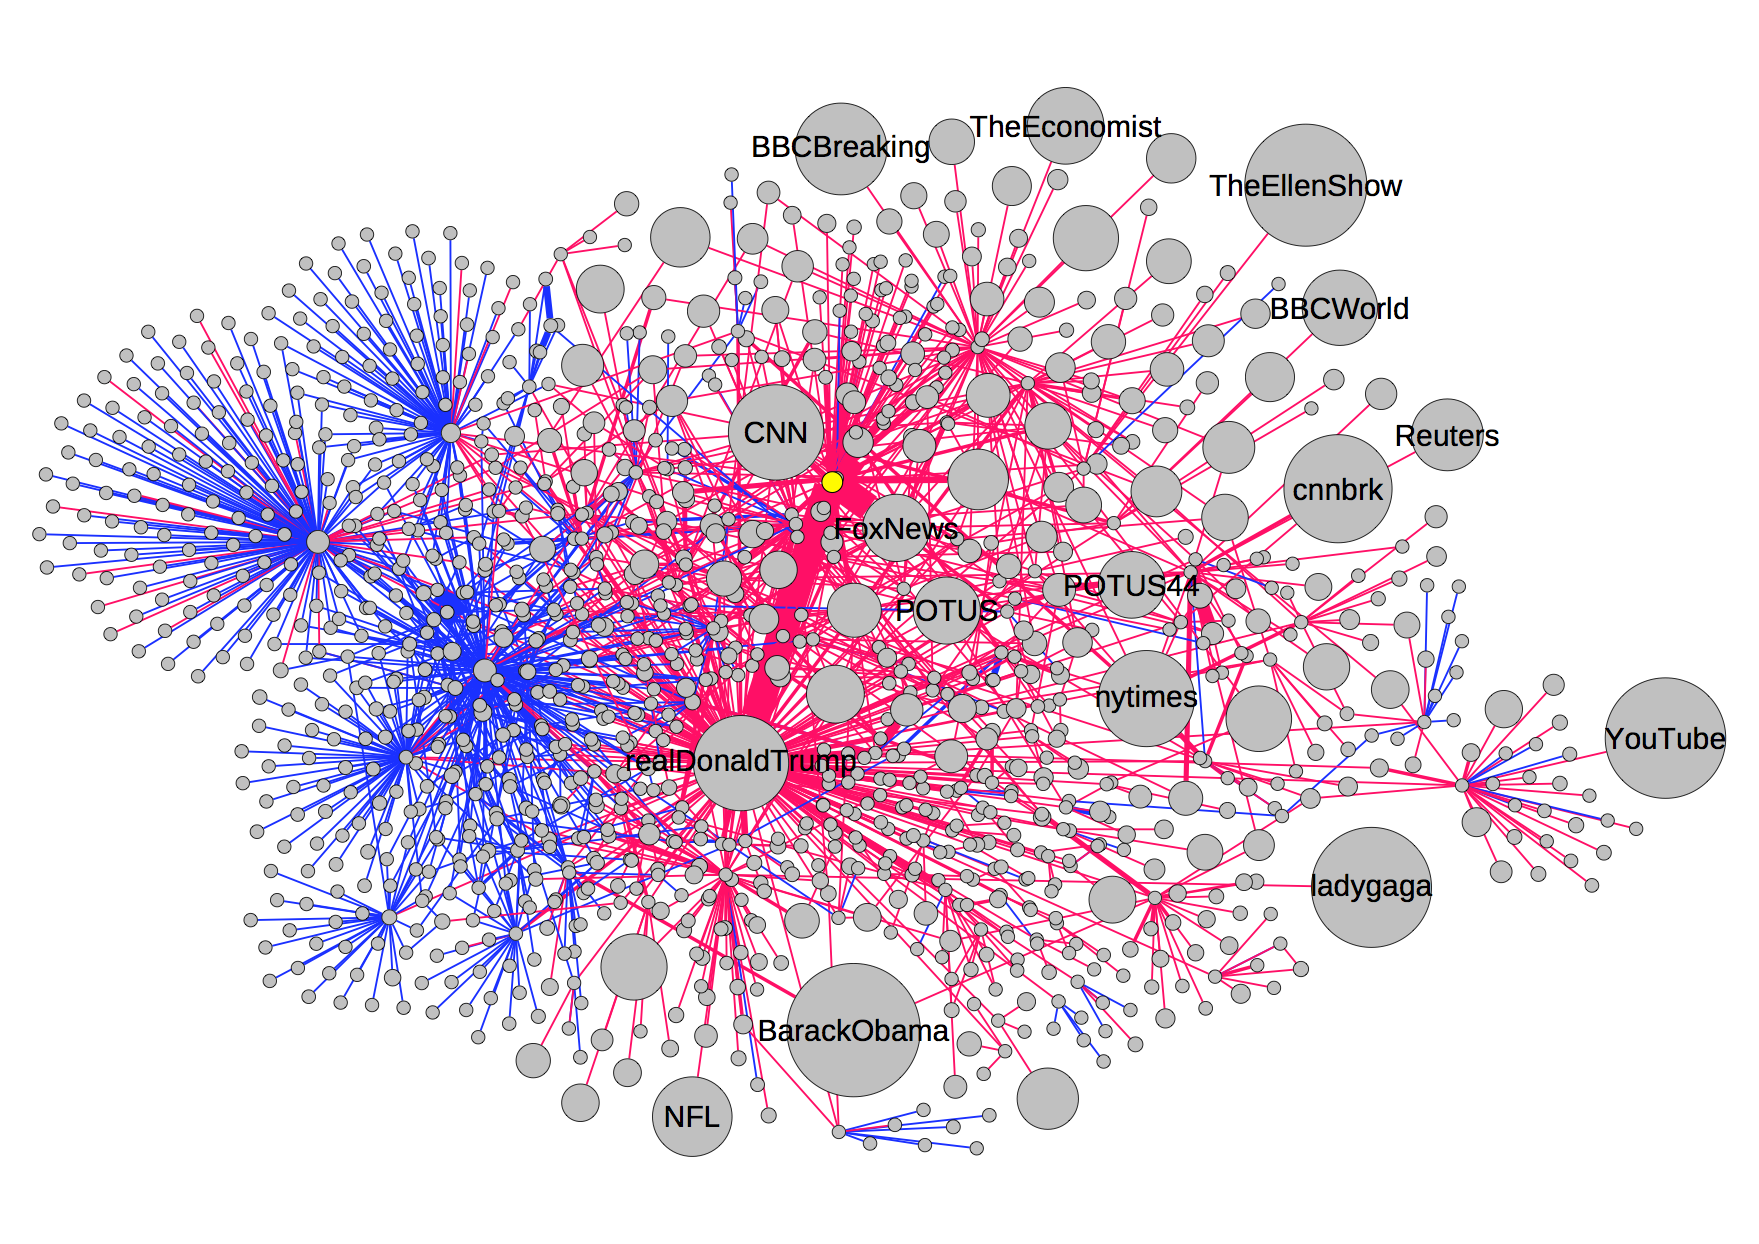 TheEconomist
BBCBreaking
TheEllenShow
BBCWorld
CNN
Reuters
cnnbrk
FoxNews
POTUS44
POTUS
nytimes
YouTube
realDonaldTrump
ladygaga
BarackObama
NFL